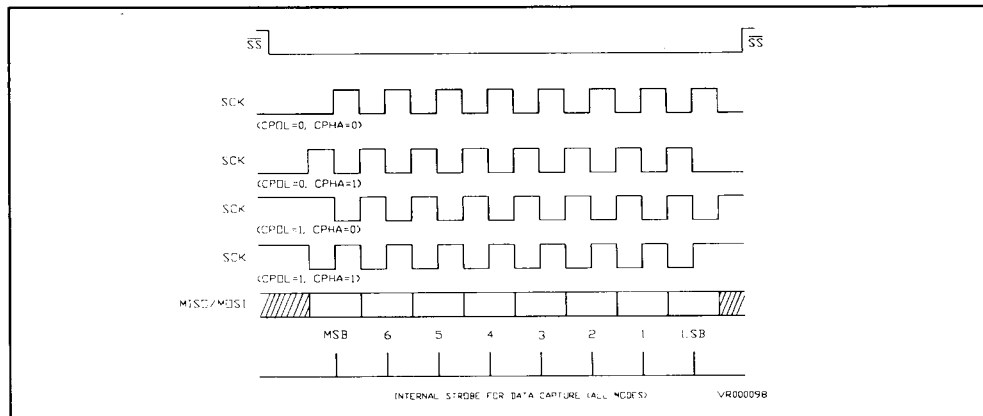 SS SS
SCK
(CPOL=0, CPHA=0)
SCK
(CPOL=0, CPHA=1)
SCK
(CPOL=1, CPHA=0)
SCK
(CPOL=1, CPHA=1)
MISO/MOSI
MSB 6 5 4 3 2 1 LSB
INTERNAL STROBE FOR DATA CAPTURE (ALL MODES) VR000098